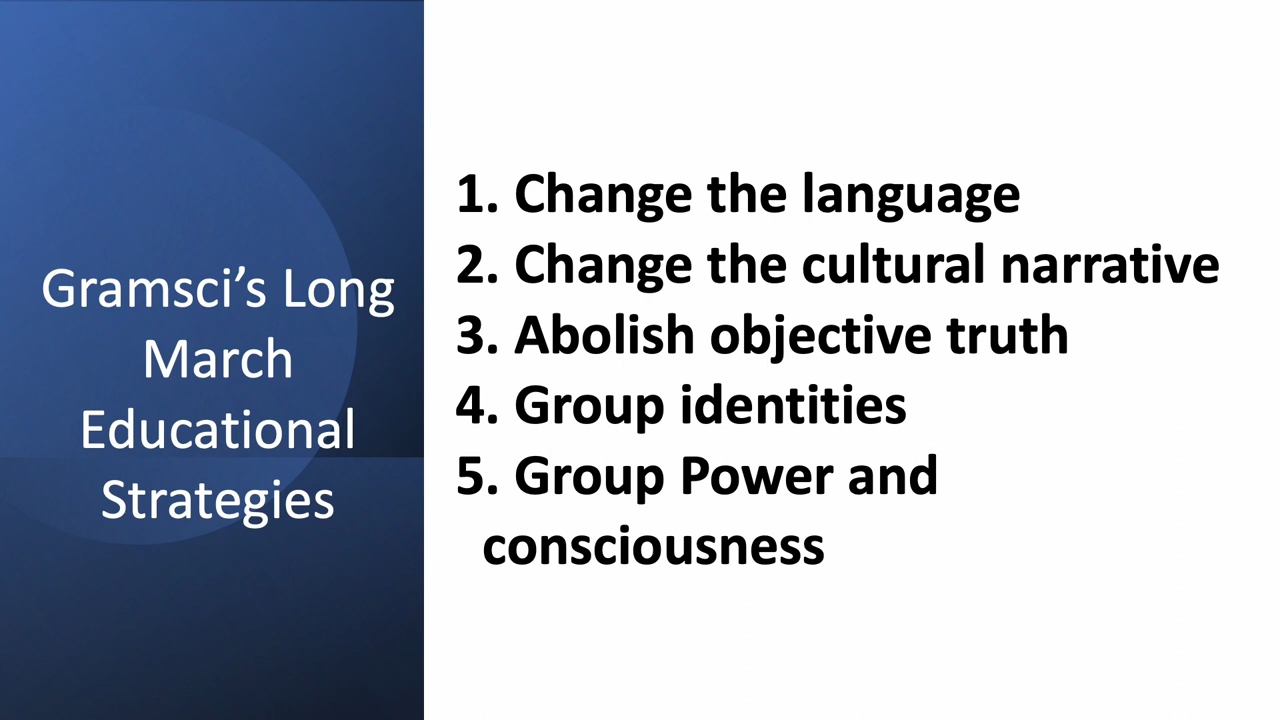 Gramsci’s Long
March
Educational
Strategies
1. Change the language
2. Change the cultural narrative
3. Abolish objective truth
4. Group identities
5. Group Power and
consciousness